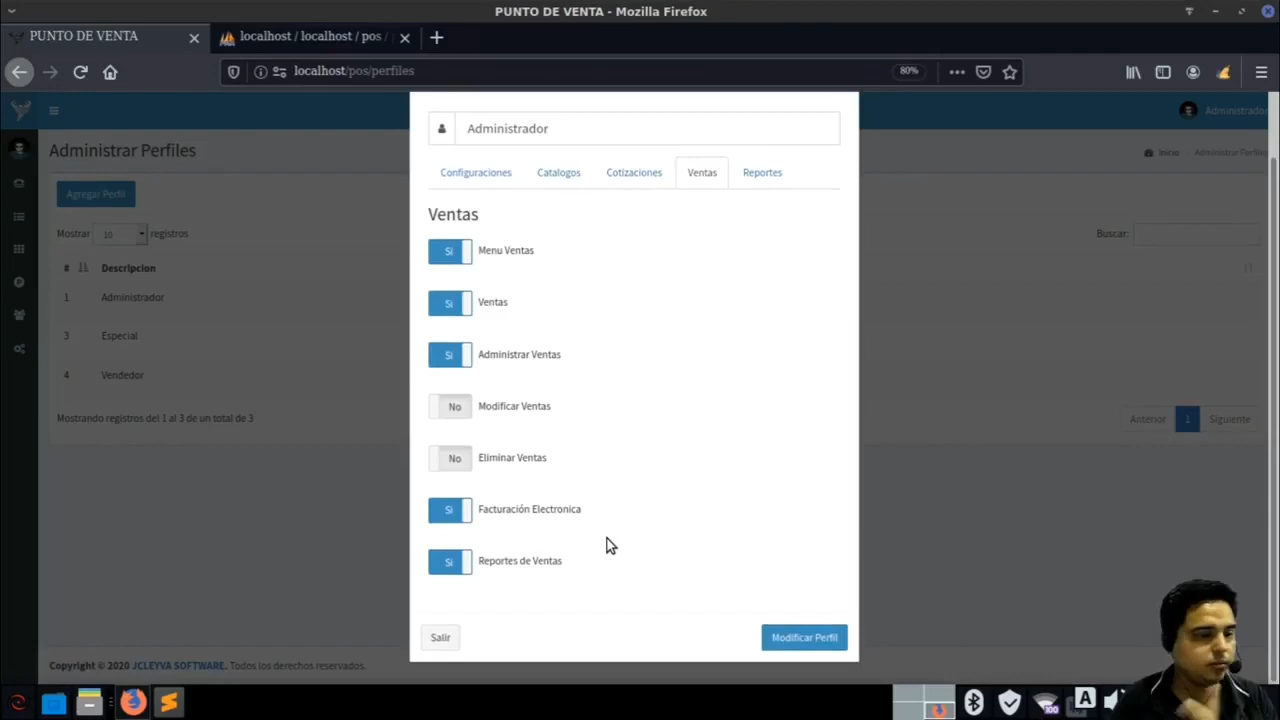 PUNTO DE VENTA - Mozilla Firefox
PUNTO DE VENTA
localhost / localhost / pos /
localhost/pos/perfiles
80%
Administrador
Administrar Perfiles
Inicio
Administrar Perfiles
Agregar Perfil
Mostrar 10 registros
Buscar:
# Descripcion
1 Administrador
3 Especial
4 Vendedor
Mostrando registros del 1 al 3 de un total de 3
Anterior 1 Siguiente
Administrador
Configuraciones Catalogos Cotizaciones Ventas Reportes
Ventas
Si Menu Ventas
Si Ventas
Si Administrar Ventas
No Modificar Ventas
No Eliminar Ventas
Si Facturación Electronica
Si Reportes de Ventas
Salir Modificar Perfil
Copyright © 2020 JCLEYVA SOFTWARE. Todos los derechos reservados.
100
A